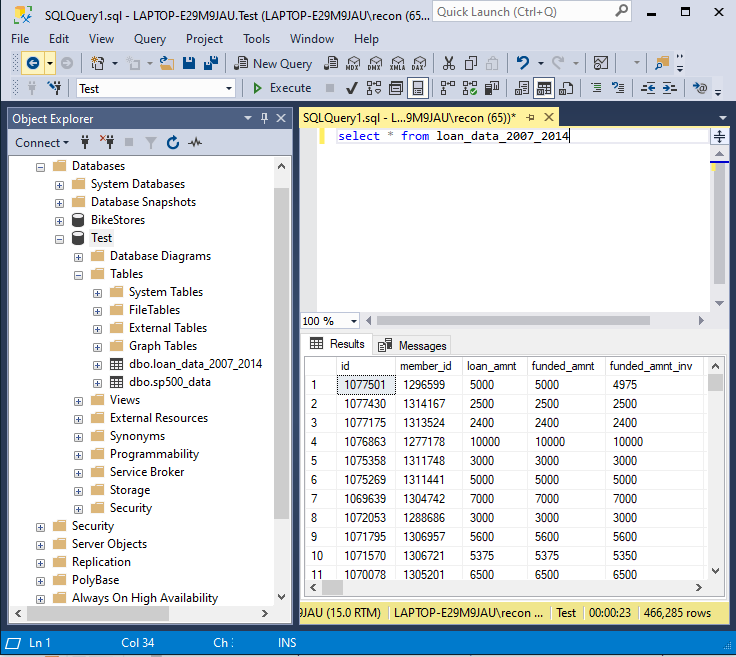 SQLQuery1.sql - LAPTOP-E29M9JAU.Test (LAPTOP-E29M9JAU\recon (65...
Quick Launch (Ctrl+Q)
File Edit View Query Project Tools Window Help
New Query MDX DMX XMLA DAX
Test Execute
Object Explorer
Connect
Databases
System Databases
Database Snapshots
BikeStores
Test
Database Diagrams
Tables
System Tables
FileTables
External Tables
Graph Tables
dbo.loan_data_2007_2014
dbo.sp500_data
Views
External Resources
Synonyms
Programmability
Service Broker
Storage
Security
Security
Server Objects
Replication
PolyBase
Always On High Availability
SQLQuery1.sql - L...9M9JAU\recon (65))*
select * from loan_data_2007_2014
100 %
Results Messages
id member_id loan_amnt funded_amnt funded_amnt_inv
1 1077501 1296599 5000 5000 4975
2 1077430 1314167 2500 2500 2500
3 1077175 1313524 2400 2400 2400
4 1076863 1277178 10000 10000 10000
5 1075358 1311748 3000 3000 3000
6 1075269 1311441 5000 5000 5000
7 1069639 1304742 7000 7000 7000
8 1072053 1288686 3000 3000 3000
9 1071795 1306957 5600 5600 5600
10 1071570 1306721 5375 5375 5350
11 1070078 1305201 6500 6500 6500
9JAU (15.0 RTM) LAPTOP-E29M9JAU\recon ... Test 00:00:23 466,285 rows
Ln 1 Col 34 Ch INS